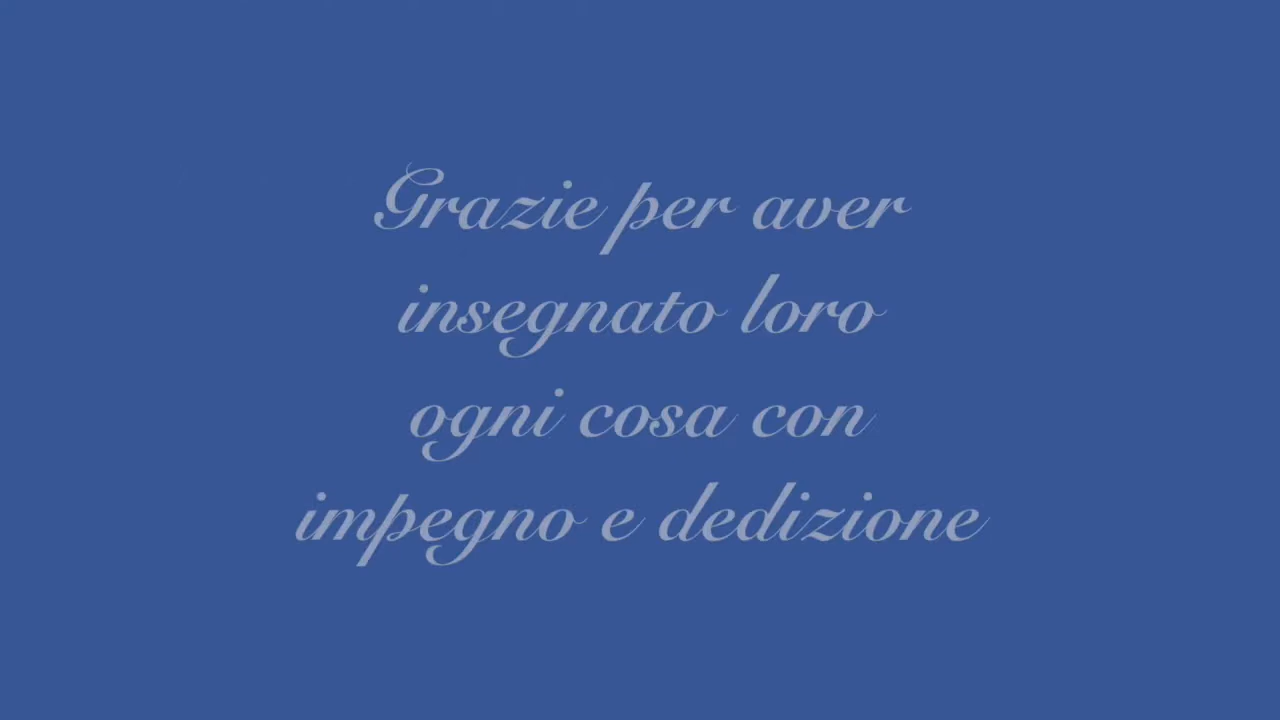 Grazie per aver
insegnato loro
ogni cosa con
impegno e dedizione